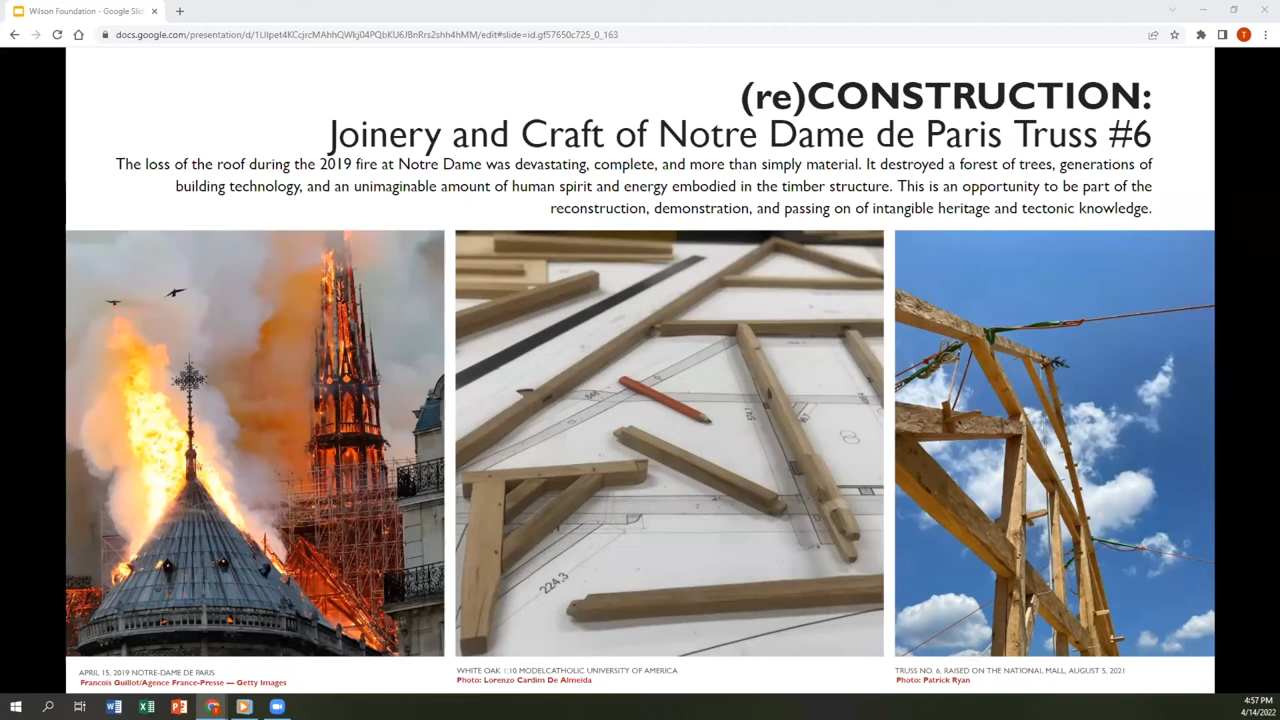 Wilson Foundation - Google Slid
docs.google.com/presentation/d/1LlIpet4KCcjrcMAhhQWkj04PQbKU6JBnRrs2shh4hMM/edit#slide=id.gf57650c725_0_163
T
(re)CONSTRUCTION:
Joinery and Craft of Notre Dame de Paris Truss #6
The loss of the roof during the 2019 fire at Notre Dame was devastating, complete, and more than simply material. It destroyed a forest of trees, generations of
building technology, and an unimaginable amount of human spirit and energy embodied in the timber structure. This is an opportunity to be part of the
reconstruction, demonstration, and passing on of intangible heritage and tectonic knowledge.
224,3
APRIL 15, 2019 NOTRE-DAME DE PARIS
Francois Guillot/Agence France-Presse — Getty Images
WHITE OAK 1:10 MODELCATHOLIC UNIVERSITY OF AMERICA
Photo: Lorenzo Cardim De Almeida
TRUSS NO. 6, RAISED ON THE NATIONAL MALL, AUGUST 5, 2021
Photo: Patrick Ryan
4:57 PM
4/14/2022